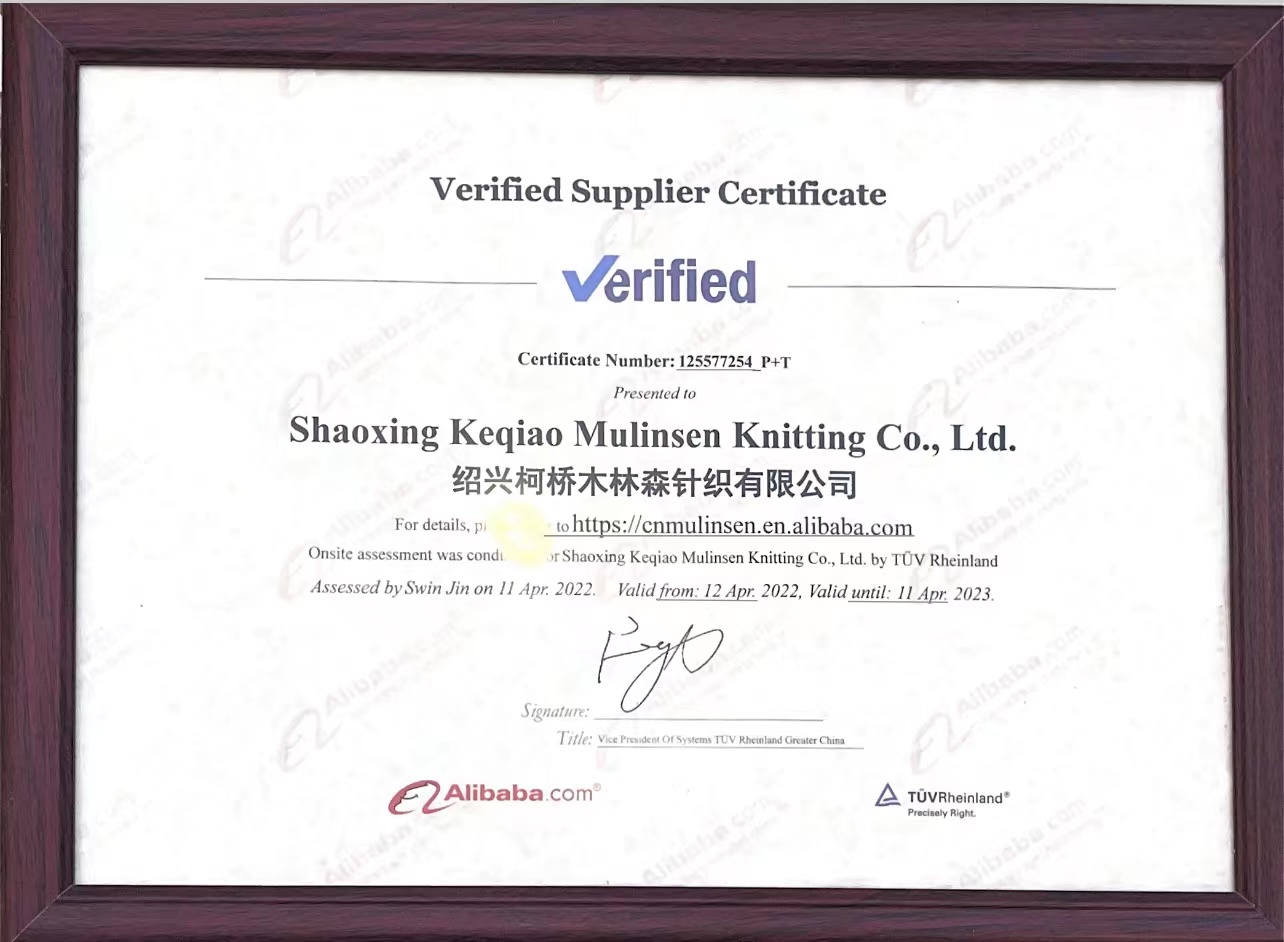 Verified Supplier Certificate
Verified
Certificate Number: 125577254_P+T
Presented to
Shaoxing Keqiao Mulinsen Knitting Co., Ltd.
绍兴柯桥木林森针织有限公司
For details, to https://cnmulinsen.en.alibaba.com
Onsite assessment was Shaoxing Keqiao Mulinsen Knitting Co., Ltd. by TÜV Rheinland
Assessed by Swin Jin on 11 Apr. 2022. Valid from: 12 Apr. 2022, Valid until: 11 Apr. 2023.
Signature:
Title: Vice President Of Systems TÜV Rheinland Greater China
Alibaba.com®
TÜVRheinland®
Precisely Right.